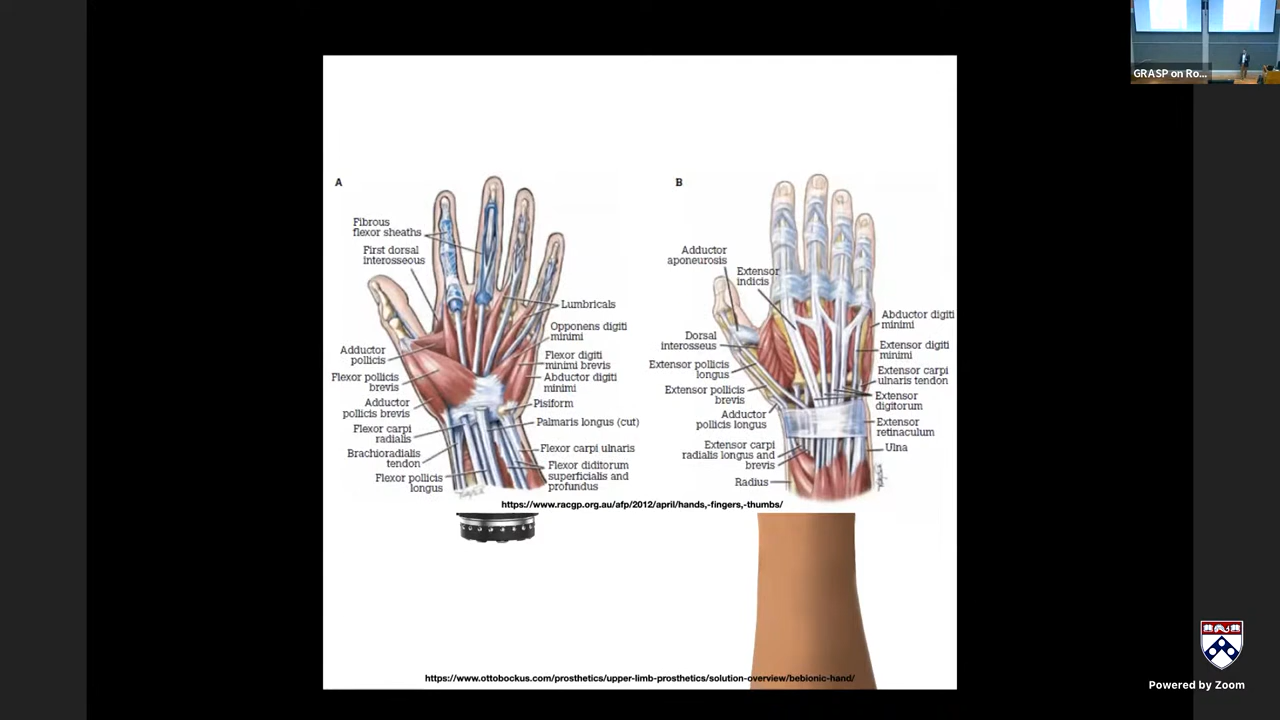 GRASP on Ro...
A
B
Fibrous
flexor sheaths
First dorsal
interosseous
Lumbricals
Opponens digiti
minimi
Adductor
pollicis
Flexor digiti
minimi brevis
Flexor pollicis
brevis
Abductor digiti
minimi
Adductor
pollicis brevis
Pisiform
Palmaris longus (cut)
Flexor carpi
radialis
Brachioradialis
tendon
Flexor carpi ulnaris
Flexor pollicis
longus
Flexor diditorum
superficialis and
profundus
Adductor
aponeurosis
Extensor
indicis
Abductor digiti
minimi
Dorsal
interosseus
Extensor digiti
minimi
Extensor pollicis
longus
Extensor carpi
ulnaris tendon
Extensor pollicis
brevis
Extensor
digitorum
Adductor
pollicis longus
Extensor
retinaculum
Extensor carpi
radialis longus and
brevis
Ulna
Radius
https://www.racgp.org.au/afp/2012/april/hands,-fingers,-thumbs/
https://www.ottobockus.com/prosthetics/upper-limb-prosthetics/solution-overview/bebionic-hand/
Powered by Zoom